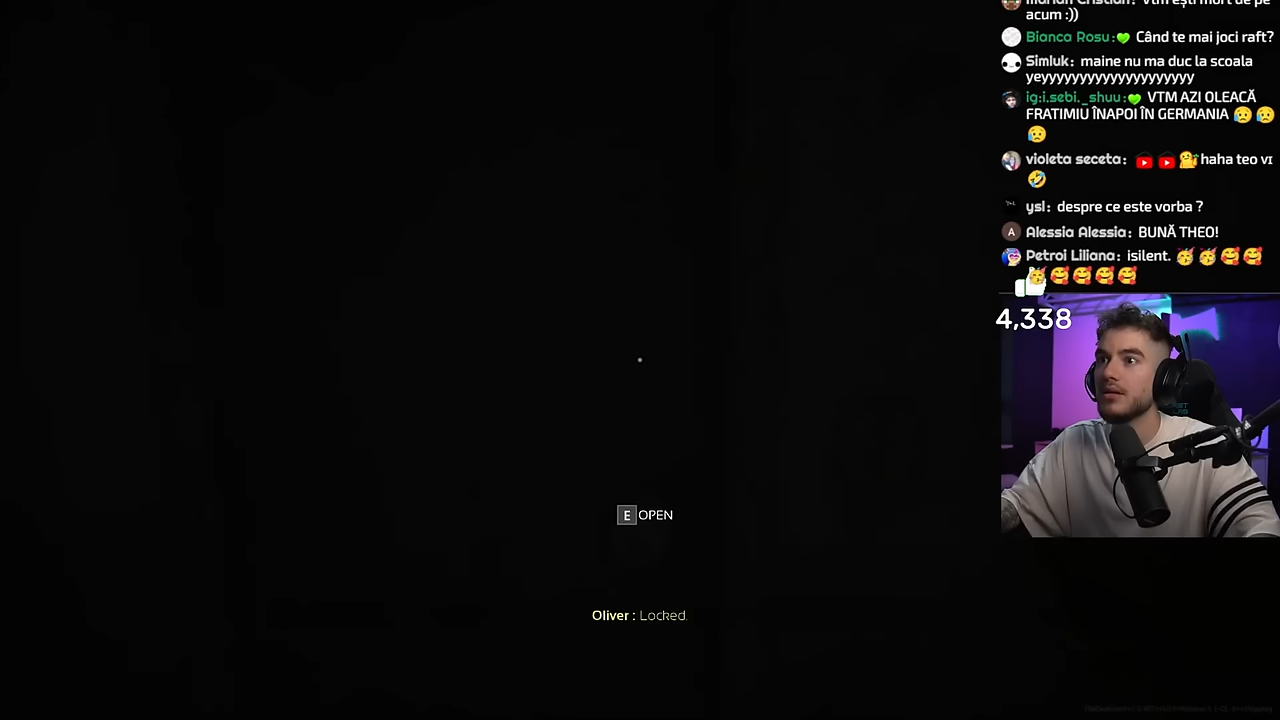 acum :))
Bianca Rosu: Când te mai joci raft?
Simluk: maine nu ma duc la scoala
yeyyyyyyyyyyyyyyyyyyyy
ig:i.sebi._shuu: VTM AZI OLEACĂ
FRATIMIU ÎNAPOI ÎN GERMANIA
violeta seceta: haha teo vı
ysl: despre ce este vorba ?
A Alessia Alessia: BUNĂ THEO!
Petroi Liliana: isilent.
4,338
E OPEN
Oliver : Locked.